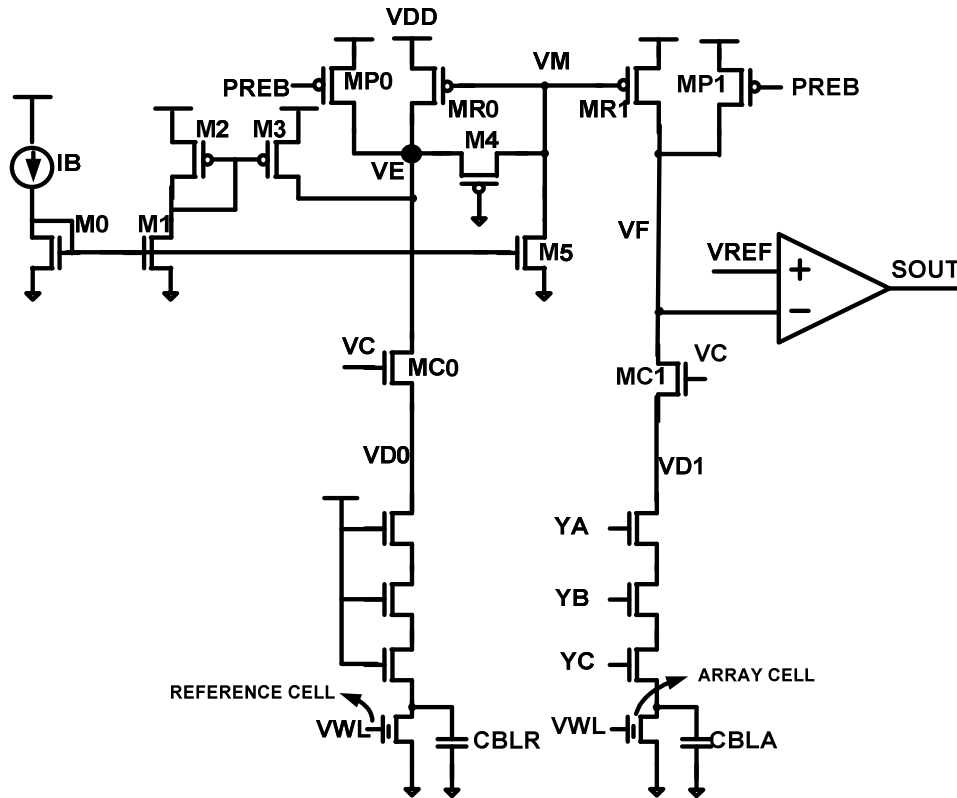 VDD
VM
PREB
MP0
MR0
MR1
MP1
PREB
M2
M3
M4
IB
VE
M0
M1
M5
VF
VREF
+
SOUT
−
VC
MC0
VC
MC1
VD0
VD1
YA
YB
YC
REFERENCE CELL
ARRAY CELL
VWL
CBLR
VWL
CBLA